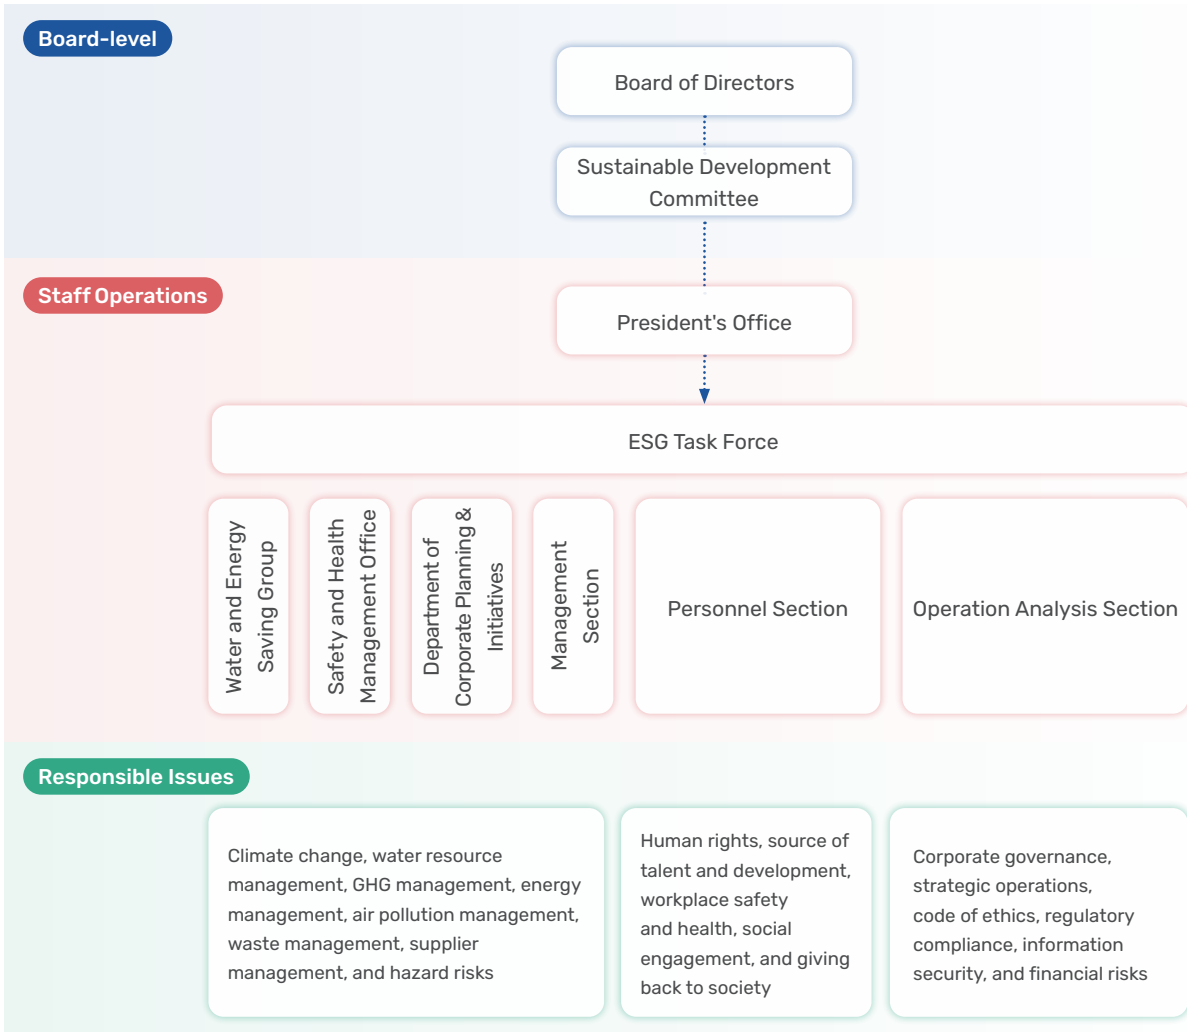 Board-level
Board of Directors
Sustainable Development
Committee
Staff Operations
President's Office
ESG Task Force
Water and Energy
Saving Group
Safety and Health
Management Office
Department of
Corporate Planning &
Initiatives
Management
Section
Personnel Section
Operation Analysis Section
Responsible Issues
Climate change, water resource
management, GHG management, energy
management, air pollution management,
waste management, supplier
management, and hazard risks
Human rights, source of
talent and development,
workplace safety
and health, social
engagement, and giving
back to society
Corporate governance,
strategic operations,
code of ethics, regulatory
compliance, information
security, and financial risks